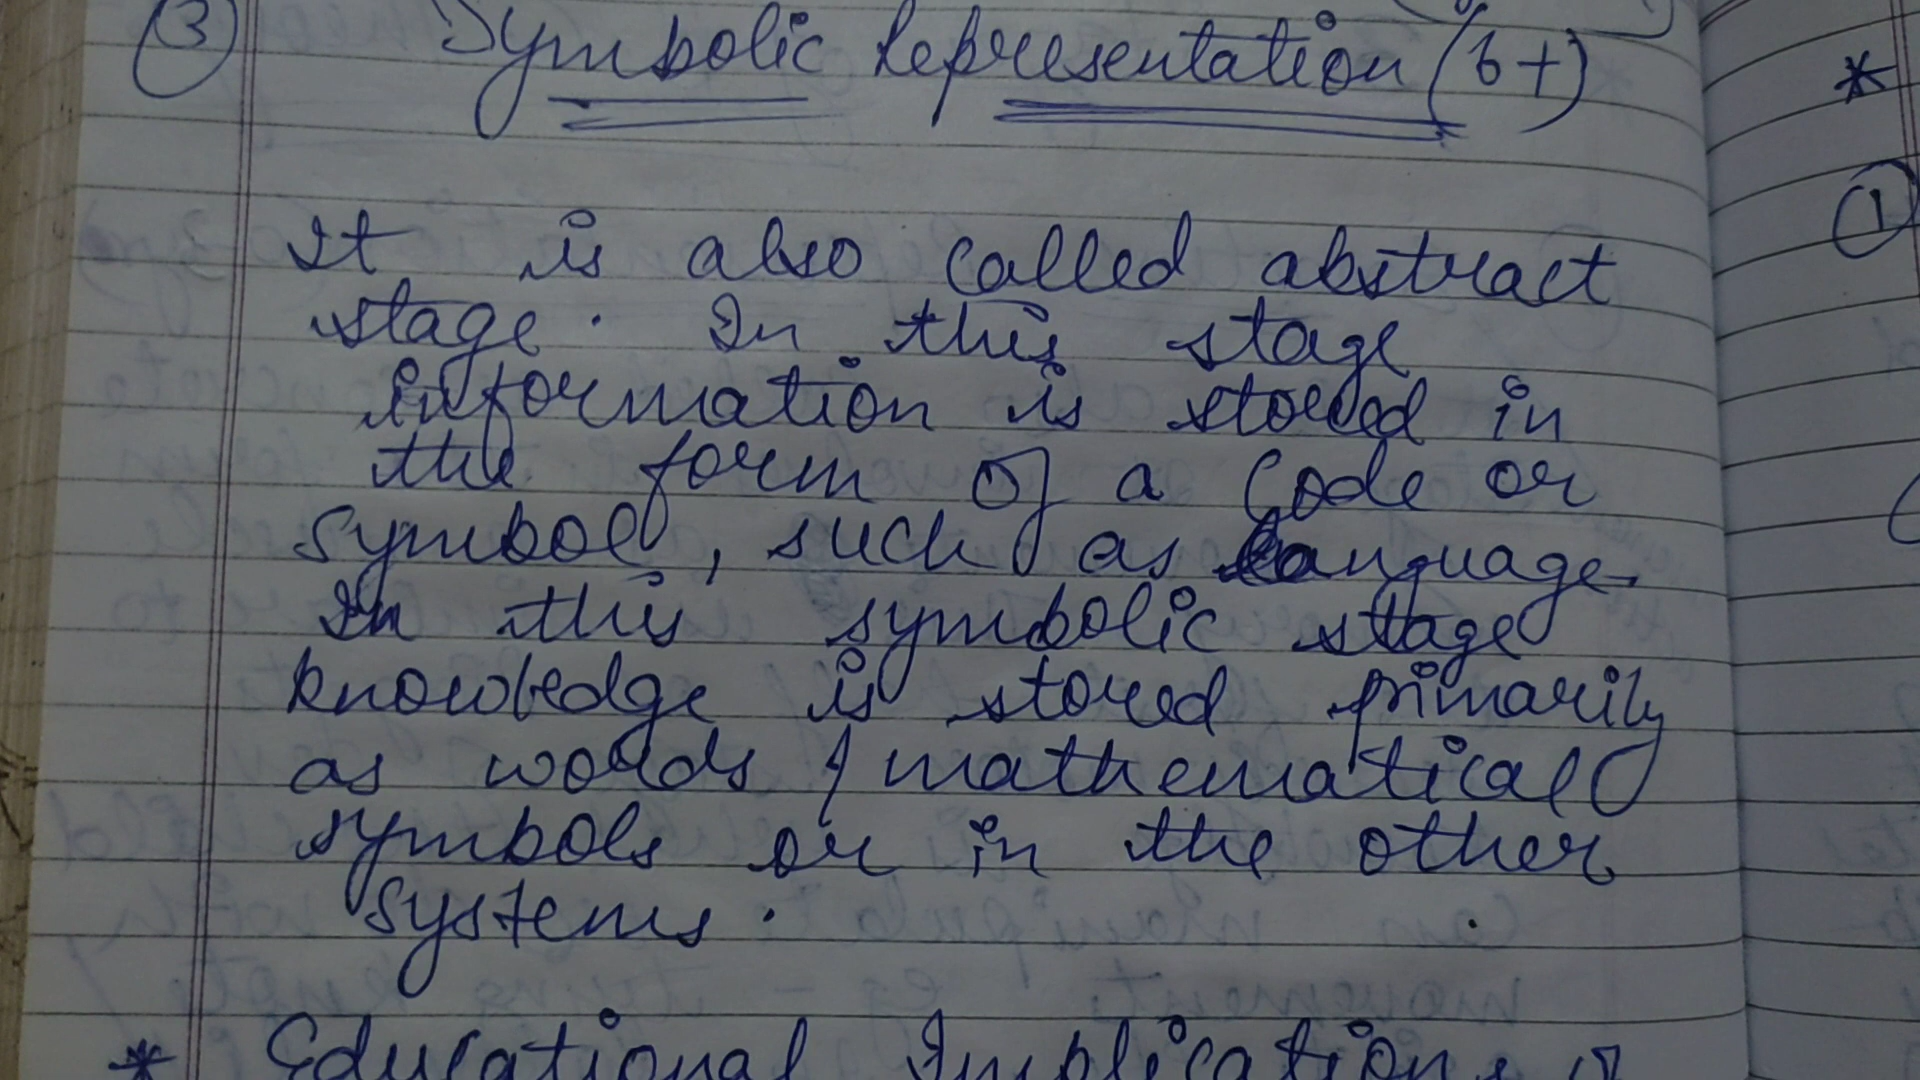 ③ Symbolic Representation (6+)
It is also called abstract
stage. In this stage
information is stored in
the form of a code or
symbol, such as language.
In this symbolic stage
knowledge is stored primarily
as words, mathematical
symbols or in the other
systems.
* Educational Implications
*
①